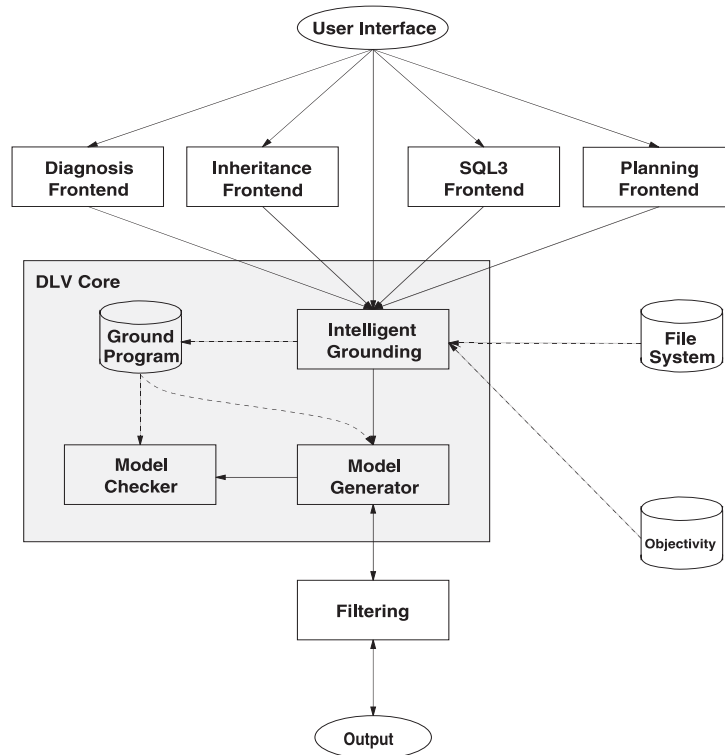 User Interface
Diagnosis
Frontend
Inheritance
Frontend
SQL3
Frontend
Planning
Frontend
DLV Core
Ground
Program
Intelligent
Grounding
File
System
Model
Checker
Model
Generator
Objectivity
Filtering
Output